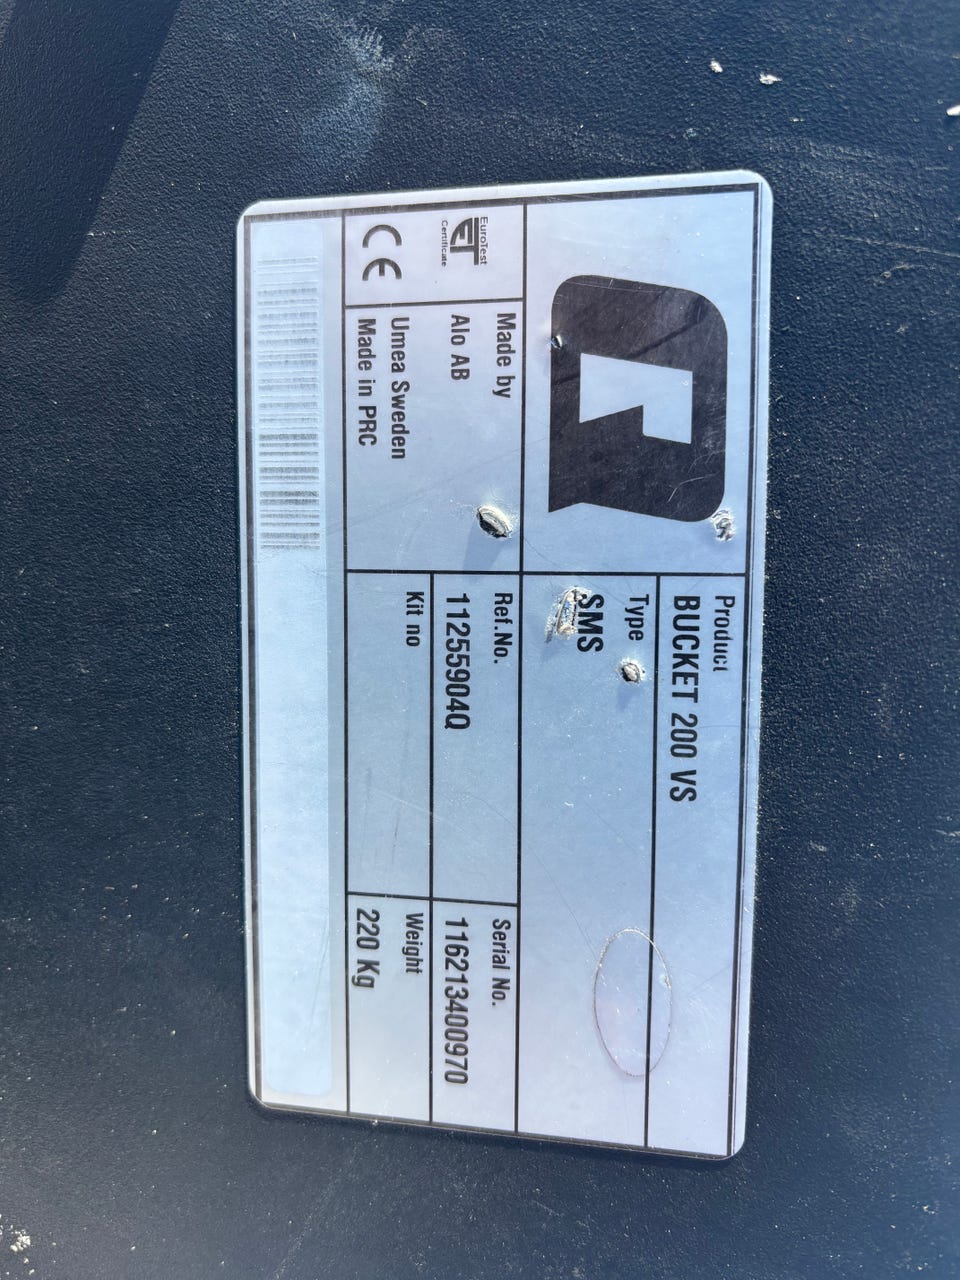 Product
BUCKET 200 VS
Type
SMS
EuroTest
ET
Certificate
CE
Made by
Alo AB
Umea Sweden
Made in PRC
Ref.No.
11255904Q
Serial No.
116213400970
Kit no
Weight
220 Kg